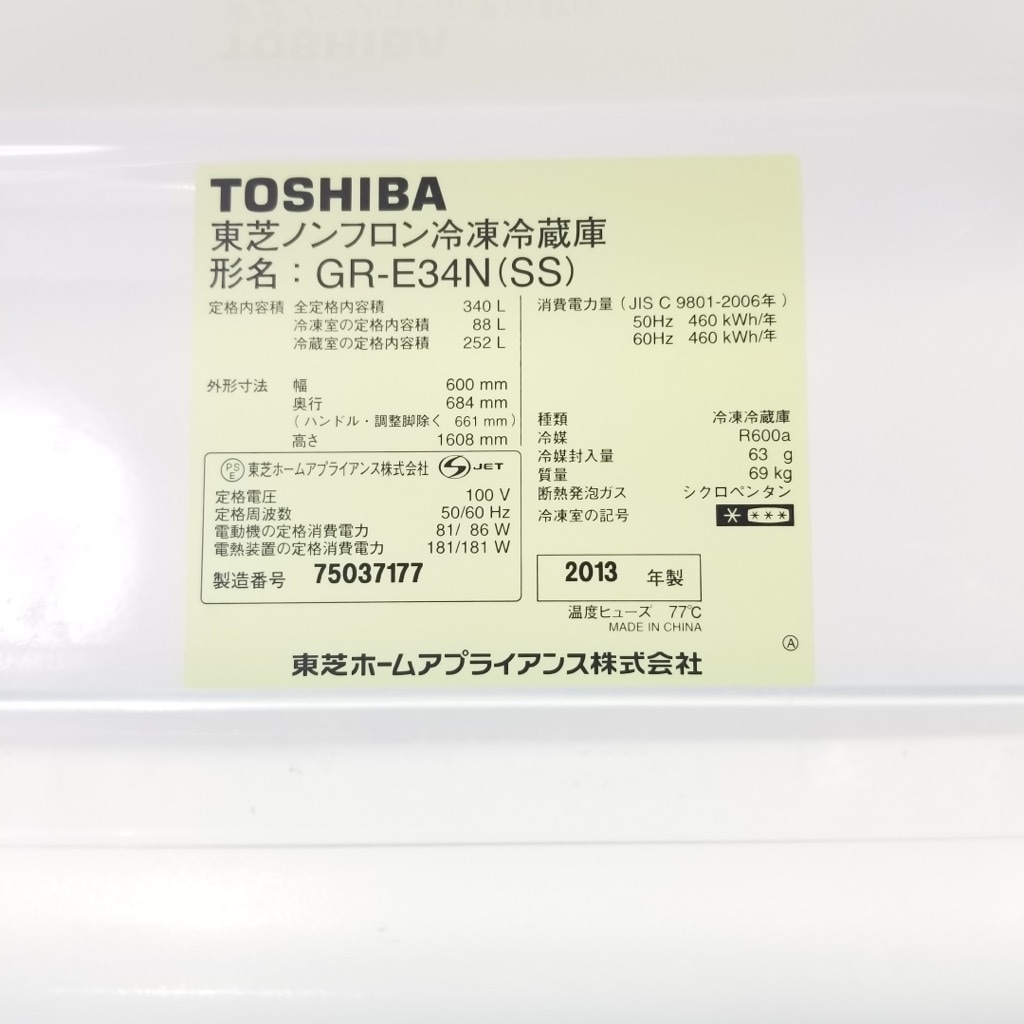 TOSHIBA
東芝ノンフロン冷凍冷蔵庫
形名：GR-E34N(SS)
定格内容積 全定格内容積 340 L
冷凍室の定格内容積 88 L
冷蔵室の定格内容積 252 L
外形寸法 幅 600 mm
奥行 684 mm
(ハンドル・調整脚除く 661 mm)
高さ 1608 mm
PSE 東芝ホームアプライアンス株式会社 S JET
定格電圧 100 V
定格周波数 50/60 Hz
電動機の定格消費電力 81/ 86 W
電熱装置の定格消費電力 181/181 W
製造番号 75037177
消費電力量 (JIS C 9801-2006年)
50Hz 460 kWh/年
60Hz 460 kWh/年
種類 冷凍冷蔵庫
冷媒 R600a
冷媒封入量 63 g
質量 69 kg
断熱発泡ガス シクロペンタン
冷凍室の記号 * ***
2013 年製
温度ヒューズ 77℃
MADE IN CHINA
Ⓐ
東芝ホームアプライアンス株式会社